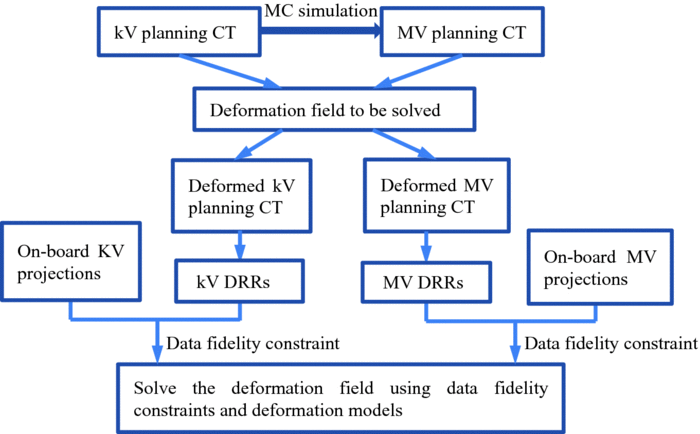 MC simulation
kV planning CT
MV planning CT
Deformation field to be solved
Deformed kV
planning CT
Deformed MV
planning CT
On-board KV
projections
kV DRRs
MV DRRs
On-board MV
projections
Data fidelity constraint
Data fidelity constraint
Solve the deformation field using data fidelity
constraints and deformation models